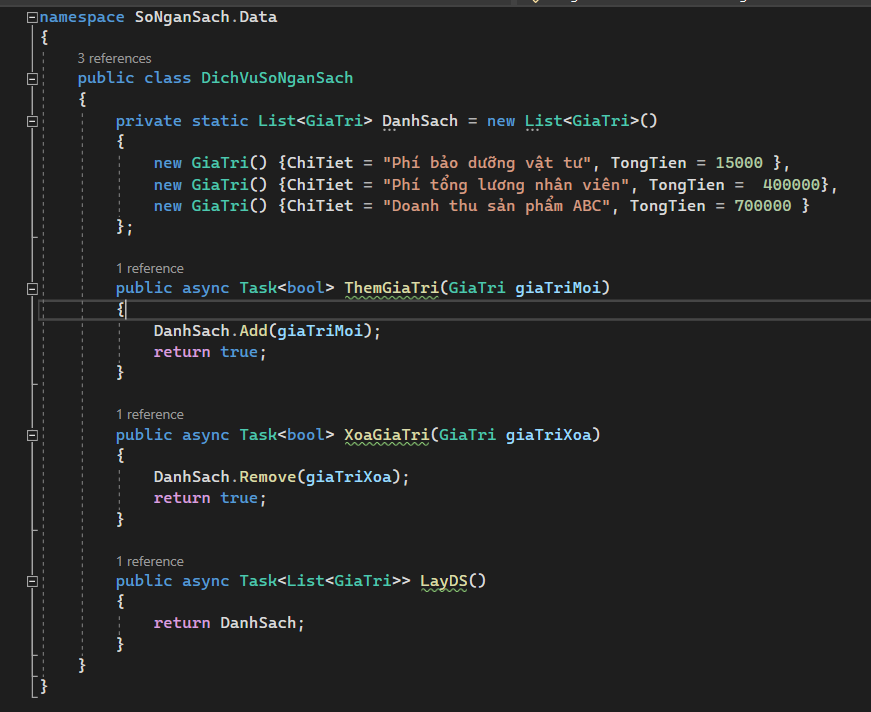 namespace SoNganSach.Data
{
3 references
public class DichVuSoNganSach
{
private static List<GiaTri> DanhSach = new List<GiaTri>()
{
new GiaTri() {ChiTiet = "Phí bảo dưỡng vật tư", TongTien = 15000 },
new GiaTri() {ChiTiet = "Phí tổng lương nhân viên", TongTien =  400000},
new GiaTri() {ChiTiet = "Doanh thu sản phẩm ABC", TongTien = 700000 }
};
1 reference
public async Task<bool> ThemGiaTri(GiaTri giaTriMoi)
{
DanhSach.Add(giaTriMoi);
return true;
}
1 reference
public async Task<bool> XoaGiaTri(GiaTri giaTriXoa)
{
DanhSach.Remove(giaTriXoa);
return true;
}
1 reference
public async Task<List<GiaTri>> LayDS()
{
return DanhSach;
}
}
}